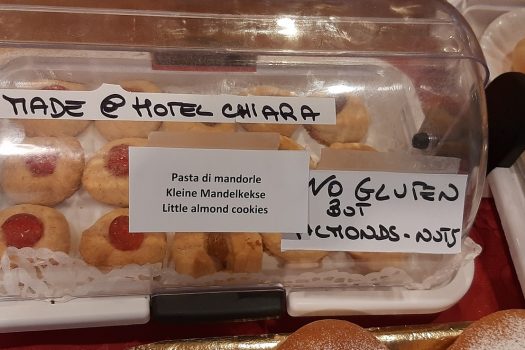 MADE @ HOTEL CHIARA
Pasta di mandorle
Kleine Mandelkekse
Little almond cookies
NO GLUTEN
BUT
ALMONDS - NUTS